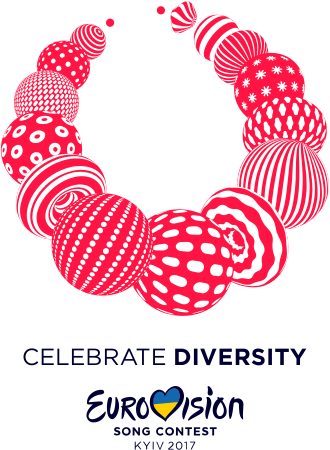 CELEBRATE DIVERSITY
EUROVISION
SONG CONTEST
KYIV 2017